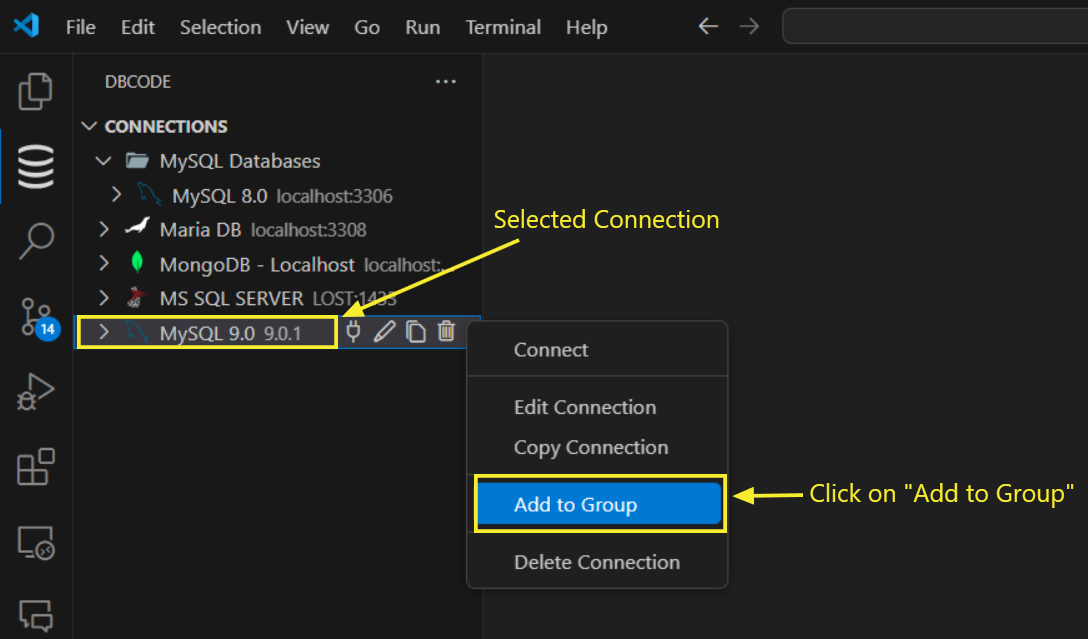 File Edit Selection View Go Run Terminal Help
DBCODE
CONNECTIONS
MySQL Databases
MySQL 8.0 localhost:3306
Maria DB localhost:3308
MongoDB - Localhost localhost:...
MS SQL SERVER LOST:1433
MySQL 9.0 9.0.1
14
Selected Connection
Connect
Edit Connection
Copy Connection
Add to Group
Delete Connection
Click on "Add to Group"